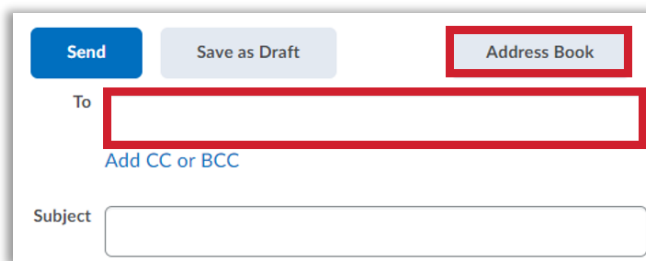 Send Save as Draft Address Book
To
Add CC or BCC
Subject